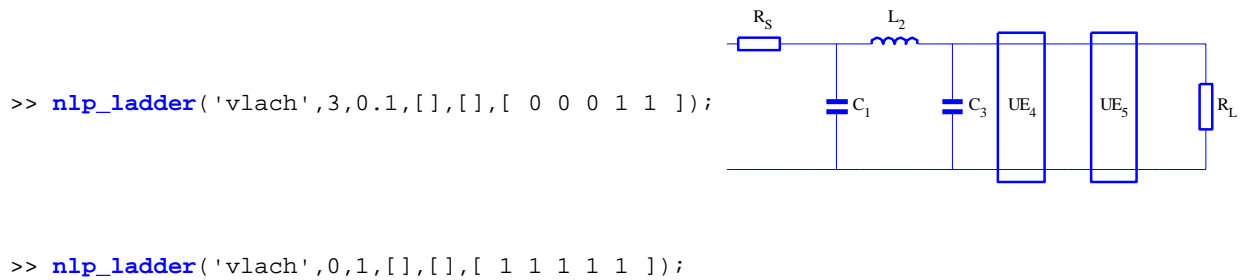 R_S L_2
>> nlp_ladder('vlach',3,0.1,[],[],[ 0 0 0 1 1 ]);
C_1 C_3 UE_4 UE_5 R_L
>> nlp_ladder('vlach',0,1,[],[],[ 1 1 1 1 1 ]);